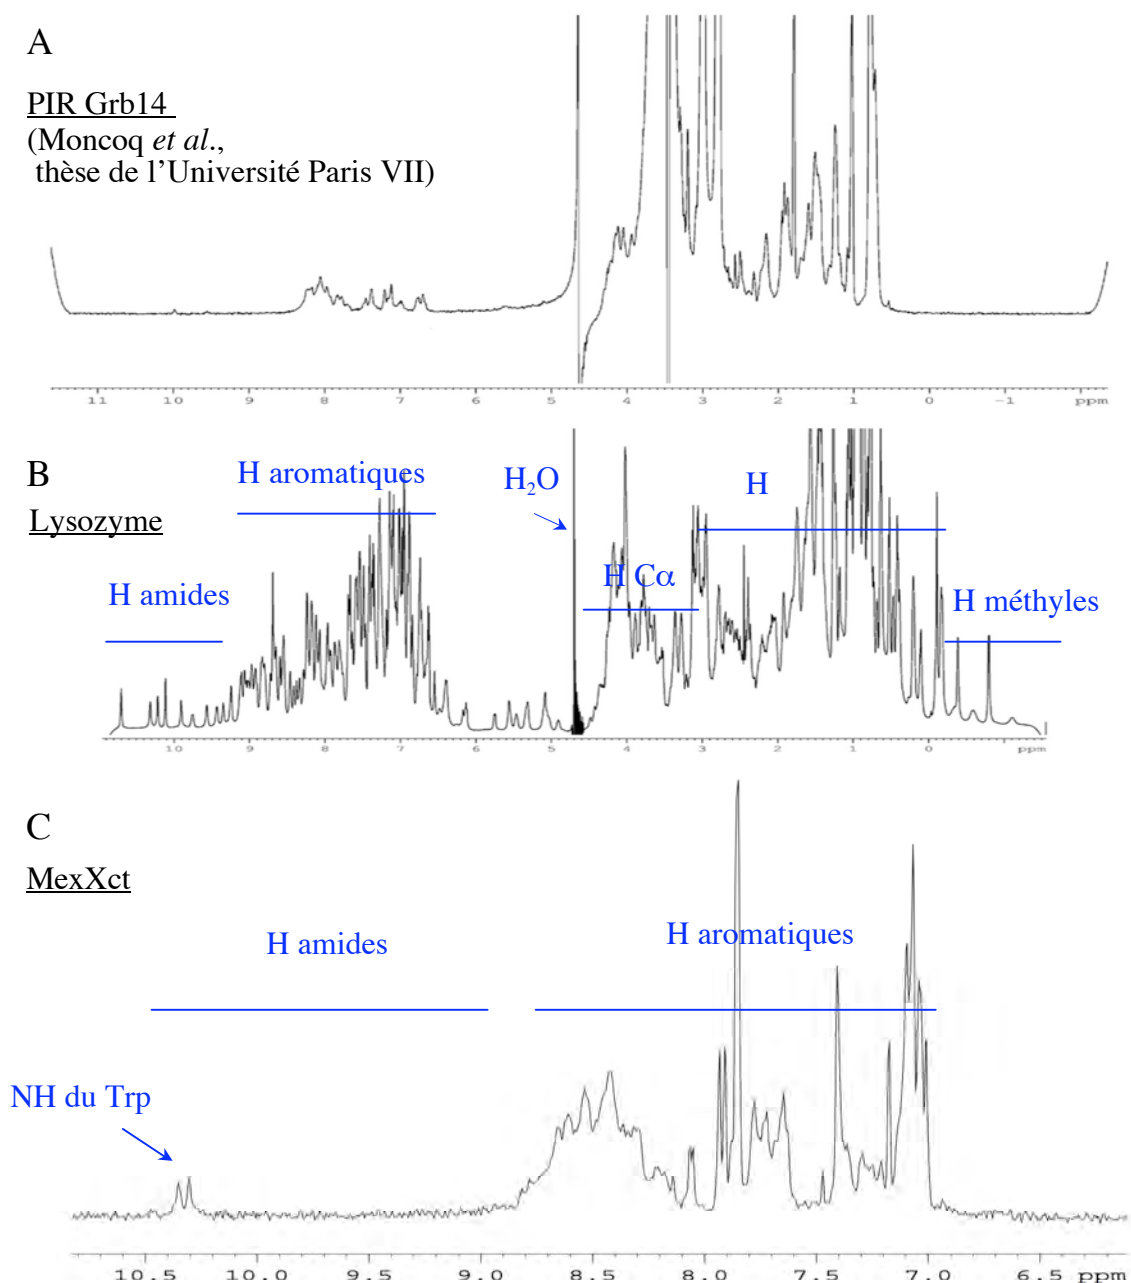 A
PIR Grb14
(Moncoq et al.,
thèse de l’Université Paris VII)
11 10 9 8 7 6 5 4 3 2 1 0 −1 ppm
B
Lysozyme
H aromatiques
H₂O
H
H Cα
H amides
H méthyles
10 9 8 7 6 5 4 3 2 1 0 ppm
C
MexXct
H amides
H aromatiques
NH du Trp
10.5 10.0 9.5 9.0 8.5 8.0 7.5 7.0 6.5 ppm